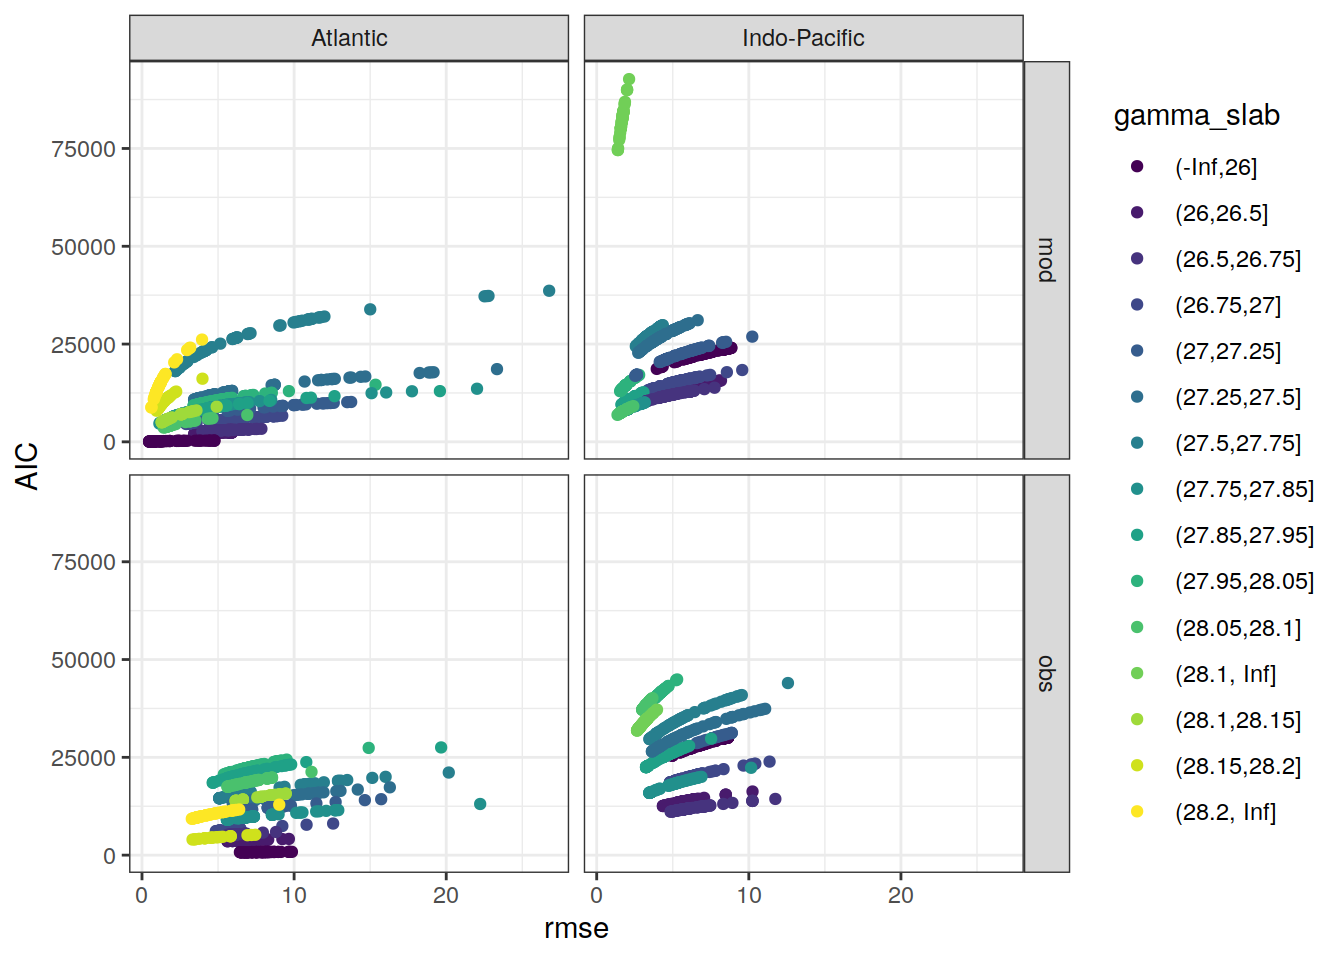 Atlantic
Indo-Pacific
mod
obs
AIC
75000
50000
25000
0
75000
50000
25000
0
0
10
20
0
10
20
rmse
gamma_slab
(-Inf,26]
(26,26.5]
(26.5,26.75]
(26.75,27]
(27,27.25]
(27.25,27.5]
(27.5,27.75]
(27.75,27.85]
(27.85,27.95]
(27.95,28.05]
(28.05,28.1]
(28.1, Inf]
(28.1,28.15]
(28.15,28.2]
(28.2, Inf]